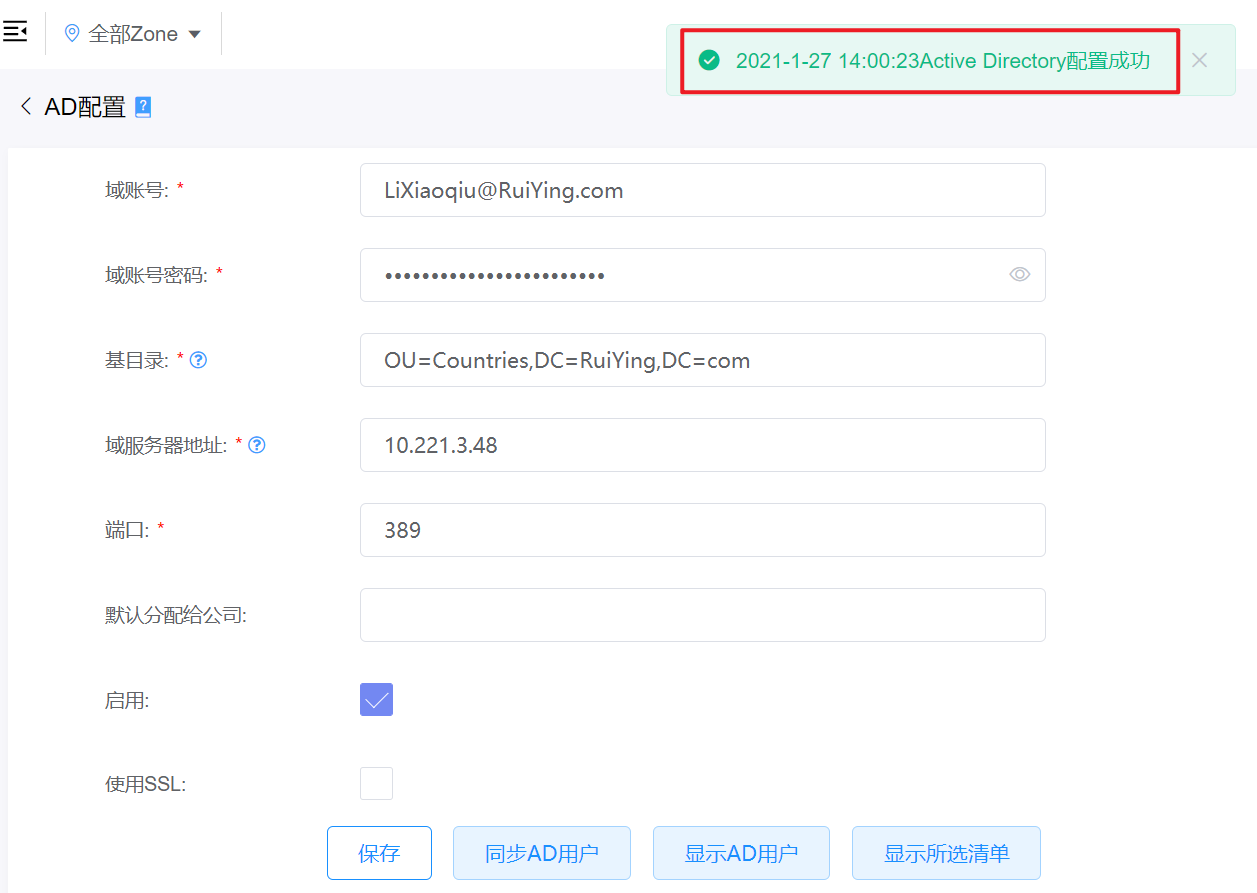 全部Zone
2021-1-27 14:00:23Active Directory配置成功
AD配置
域账号: *
LiXiaoqiu@RuiYing.com
域账号密码: *
••••••••••••••••••••••••
基目录: *
OU=Countries,DC=RuiYing,DC=com
域服务器地址: *
10.221.3.48
端口: *
389
默认分配给公司:
启用:
使用SSL:
保存
同步AD用户
显示AD用户
显示所选清单